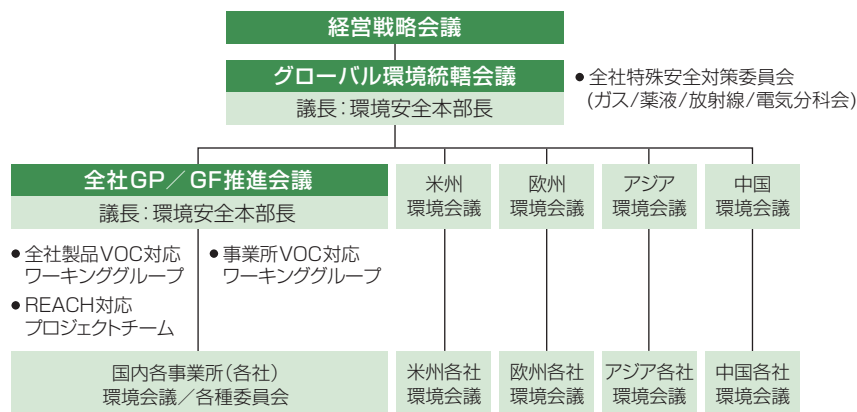 経営戦略会議
グローバル環境統轄会議
議長：環境安全本部長
●全社特殊安全対策委員会
(ガス/薬液/放射線/電気分科会)
全社GP／GF推進会議
議長：環境安全本部長
米州
環境会議
欧州
環境会議
アジア
環境会議
中国
環境会議
●全社製品VOC対応
ワーキンググループ
●事業所VOC対応
ワーキンググループ
●REACH対応
プロジェクトチーム
国内各事業所(各社)
環境会議／各種委員会
米州各社
環境会議
欧州各社
環境会議
アジア各社
環境会議
中国各社
環境会議